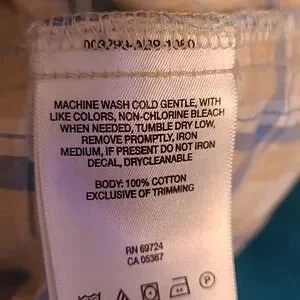 MACHINE WASH COLD GENTLE, WITH
LIKE COLORS, NON-CHLORINE BLEACH
WHEN NEEDED, TUMBLE DRY LOW,
REMOVE PROMPTLY, IRON
MEDIUM, IF PRESENT DO NOT IRON
DECAL, DRYCLEANABLE
BODY: 100% COTTON
EXCLUSIVE OF TRIMMING
RN 69724
CA 05367
P